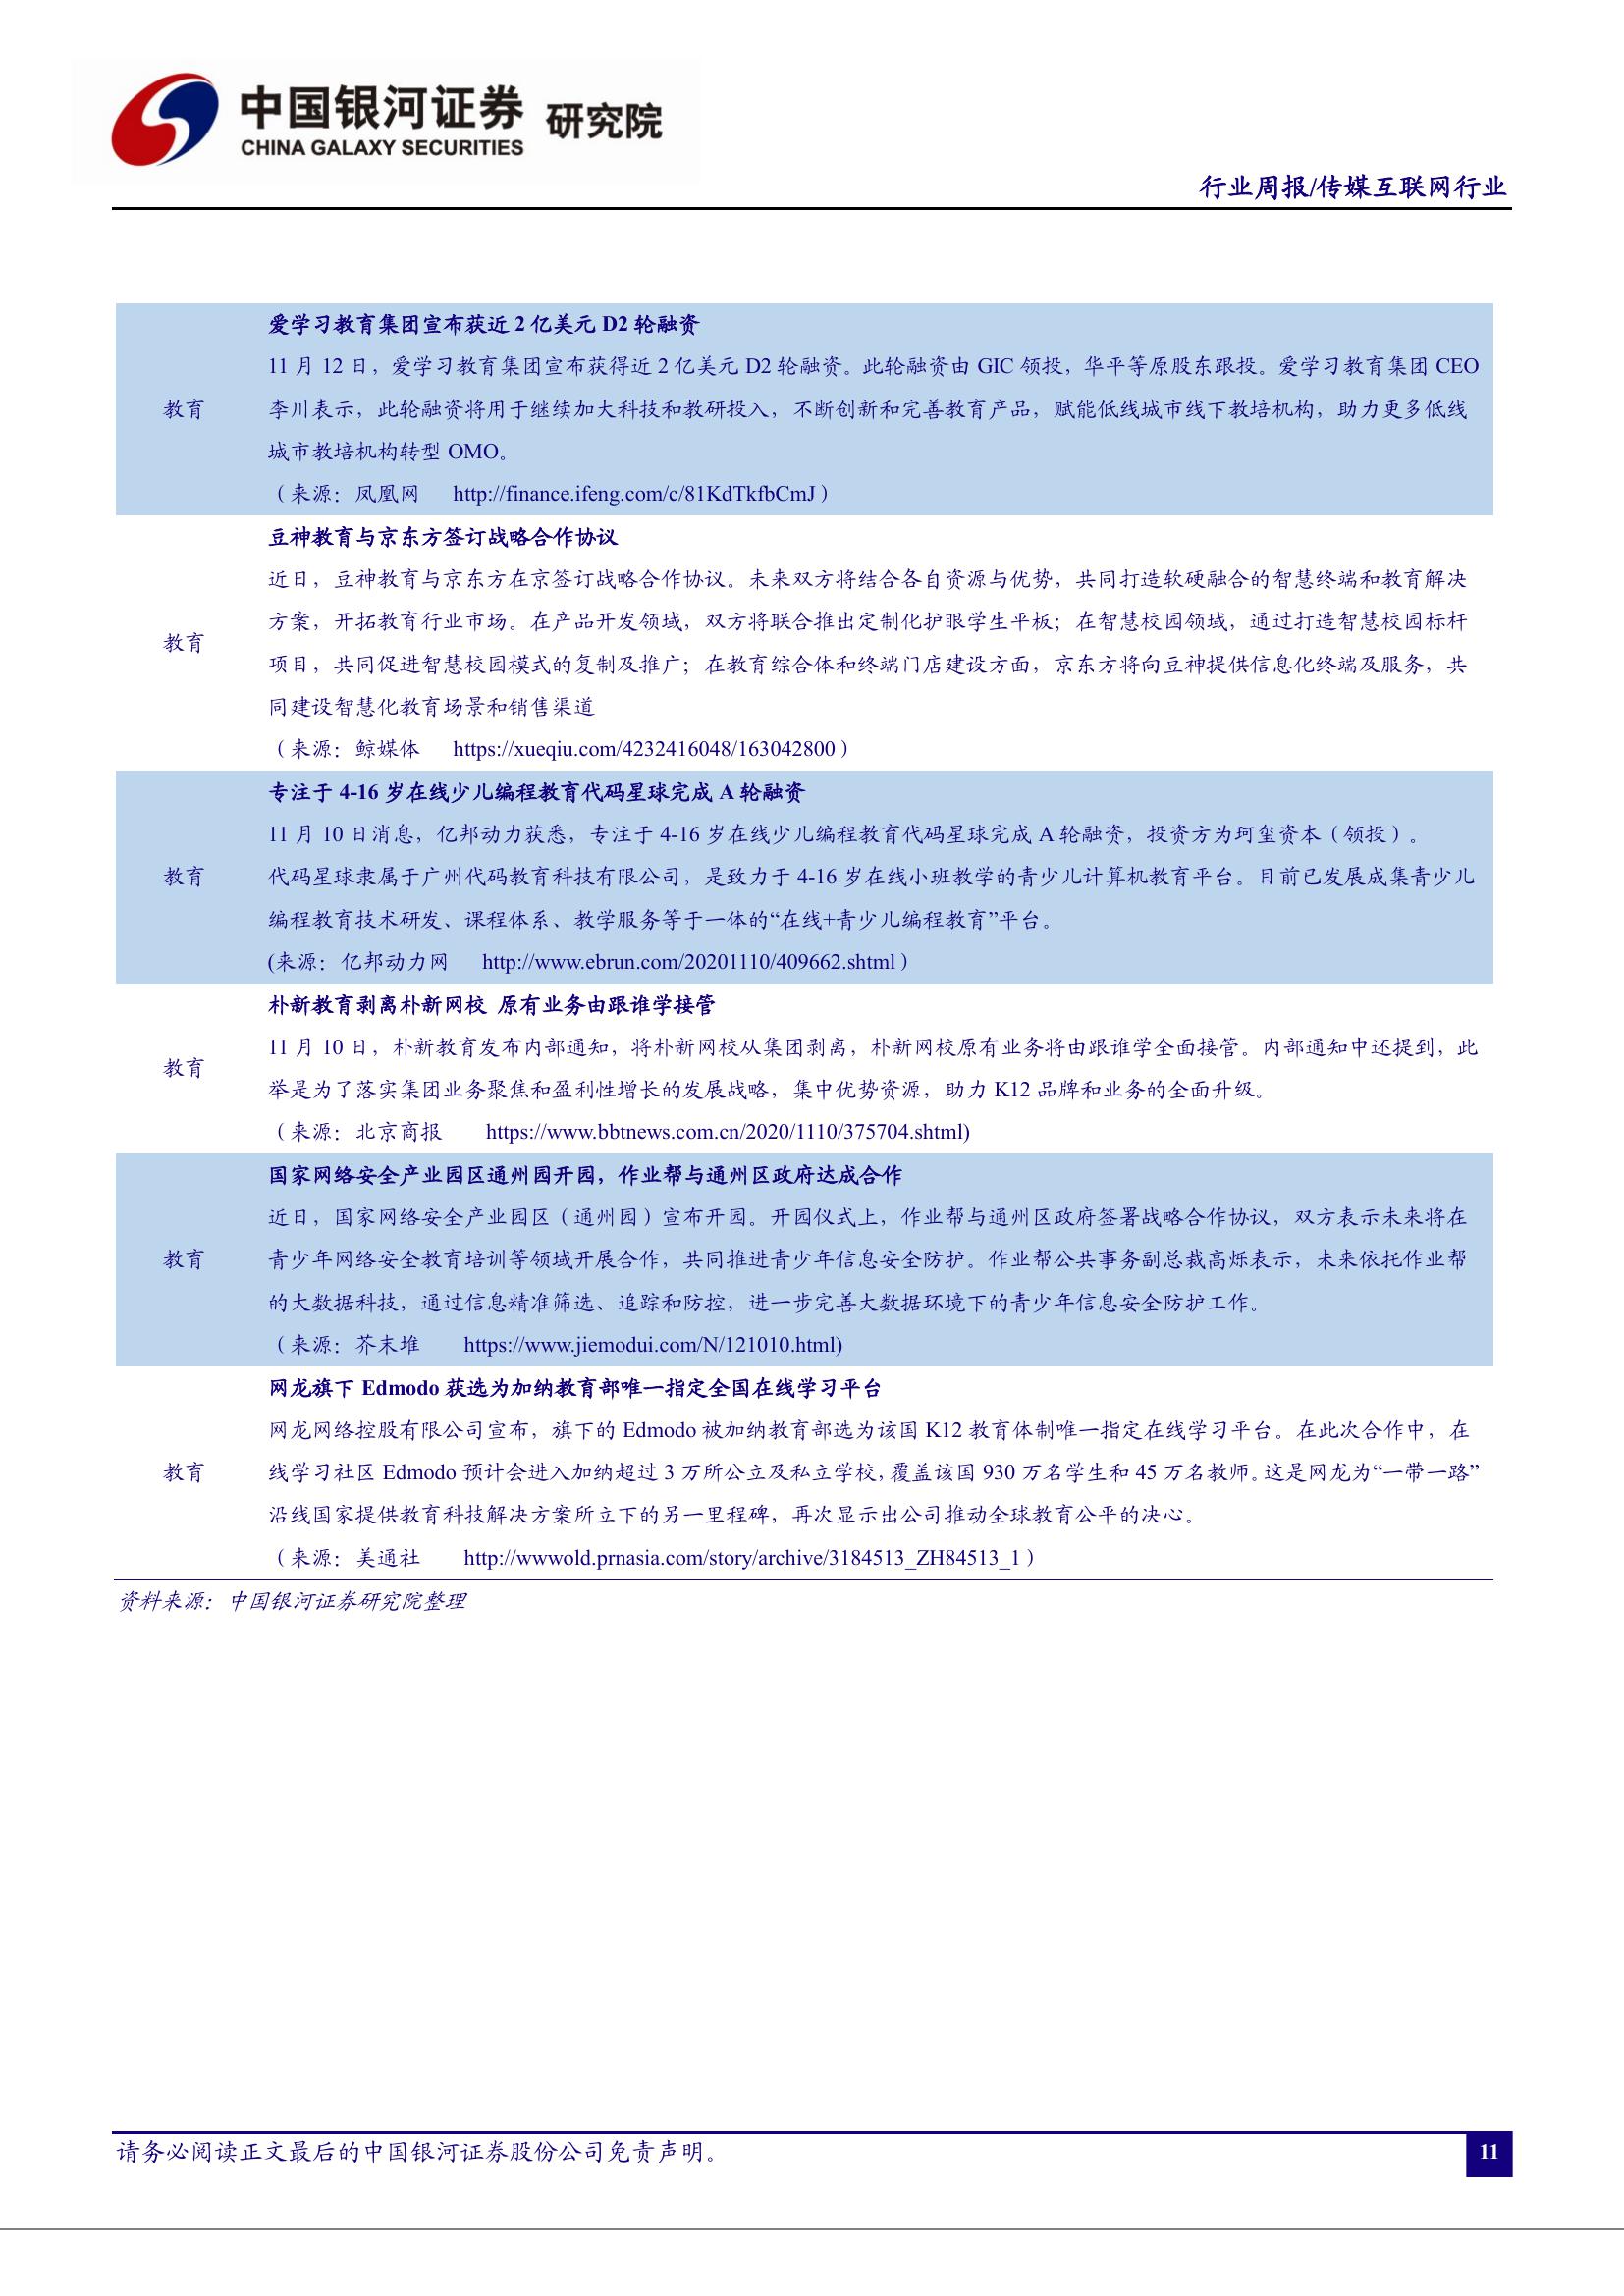 中国银河证券 研究院
CHINA GALAXY SECURITIES
行业周报/传媒互联网行业
爱学习教育集团宣布获近 2 亿美元 D2 轮融资
11 月 12 日，爱学习教育集团宣布获得近 2 亿美元 D2 轮融资。此轮融资由 GIC 领投，华平等原股东跟投。爱学习教育集团 CEO
教育
李川表示，此轮融资将用于继续加大科技和教研投入，不断创新和完善教育产品，赋能低线城市线下教培机构，助力更多低线
城市教培机构转型 OMO。
（来源：凤凰网 http://finance.ifeng.com/c/81KdTkfbCmJ）
豆神教育与京东方签订战略合作协议
近日，豆神教育与京东方在京签订战略合作协议。未来双方将结合各自资源与优势，共同打造软硬融合的智慧终端和教育解决
方案，开拓教育行业市场。在产品开发领域，双方将联合推出定制化护眼学生平板；在智慧校园领域，通过打造智慧校园标杆
教育
项目，共同促进智慧校园模式的复制及推广；在教育综合体和终端门店建设方面，京东方将向豆神提供信息化终端及服务，共
同建设智慧化教育场景和销售渠道
（来源：鲸媒体 https://xueqiu.com/4232416048/163042800）
专注于 4-16 岁在线少儿编程教育代码星球完成 A 轮融资
11 月 10 日消息，亿邦动力获悉，专注于 4-16 岁在线少儿编程教育代码星球完成 A 轮融资，投资方为珂玺资本（领投）。
教育
代码星球隶属于广州代码教育科技有限公司，是致力于 4-16 岁在线小班教学的青少儿计算机教育平台。目前已发展成集青少儿
编程教育技术研发、课程体系、教学服务等于一体的“在线+青少儿编程教育”平台。
(来源：亿邦动力网 http://www.ebrun.com/20201110/409662.shtml）
朴新教育剥离朴新网校 原有业务由跟谁学接管
11 月 10 日，朴新教育发布内部通知，将朴新网校从集团剥离，朴新网校原有业务将由跟谁学全面接管。内部通知中还提到，此
教育
举是为了落实集团业务聚焦和盈利性增长的发展战略，集中优势资源，助力 K12 品牌和业务的全面升级。
（来源：北京商报 https://www.bbtnews.com.cn/2020/1110/375704.shtml)
国家网络安全产业园区通州园开园，作业帮与通州区政府达成合作
近日，国家网络安全产业园区（通州园）宣布开园。开园仪式上，作业帮与通州区政府签署战略合作协议，双方表示未来将在
教育
青少年网络安全教育培训等领域开展合作，共同推进青少年信息安全防护。作业帮公共事务副总裁高烁表示，未来依托作业帮
的大数据科技，通过信息精准筛选、追踪和防控，进一步完善大数据环境下的青少年信息安全防护工作。
（来源：芥末堆 https://www.jiemodui.com/N/121010.html)
网龙旗下 Edmodo 获选为加纳教育部唯一指定全国在线学习平台
网龙网络控股有限公司宣布，旗下的 Edmodo 被加纳教育部选为该国 K12 教育体制唯一指定在线学习平台。在此次合作中，在
教育
线学习社区 Edmodo 预计会进入加纳超过 3 万所公立及私立学校，覆盖该国 930 万名学生和 45 万名教师。这是网龙为“一带一路”
沿线国家提供教育科技解决方案所立下的另一里程碑，再次显示出公司推动全球教育公平的决心。
（来源：美通社 http://wwwold.prnasia.com/story/archive/3184513_ZH84513_1）
资料来源：中国银河证券研究院整理
请务必阅读正文最后的中国银河证券股份公司免责声明。
11